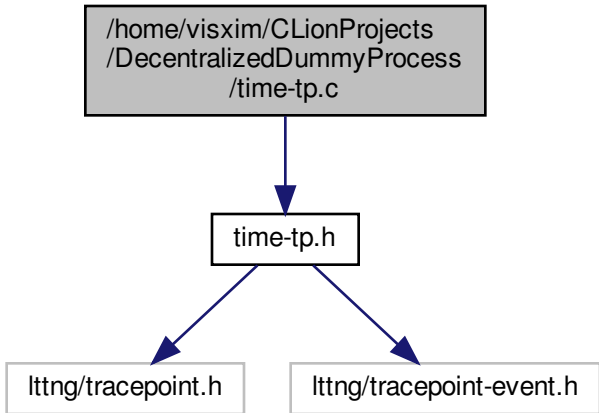 /home/visxim/CLionProjects
/DecentralizedDummyProcess
/time-tp.c
time-tp.h
lttng/tracepoint.h
lttng/tracepoint-event.h